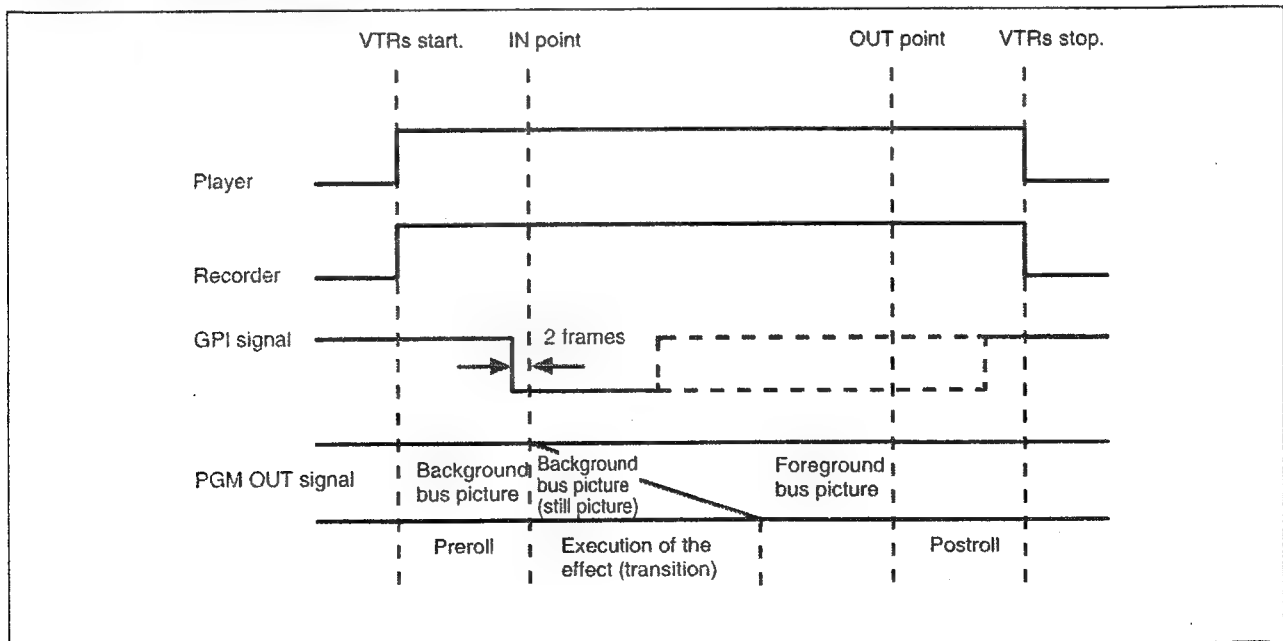 VTRs start. IN point OUT point VTRs stop.
Player
Recorder
GPI signal 2 frames
PGM OUT signal
Background
bus picture
Background
bus picture
(still picture)
Foreground
bus picture
Preroll
Execution of the
effect (transition)
Postroll